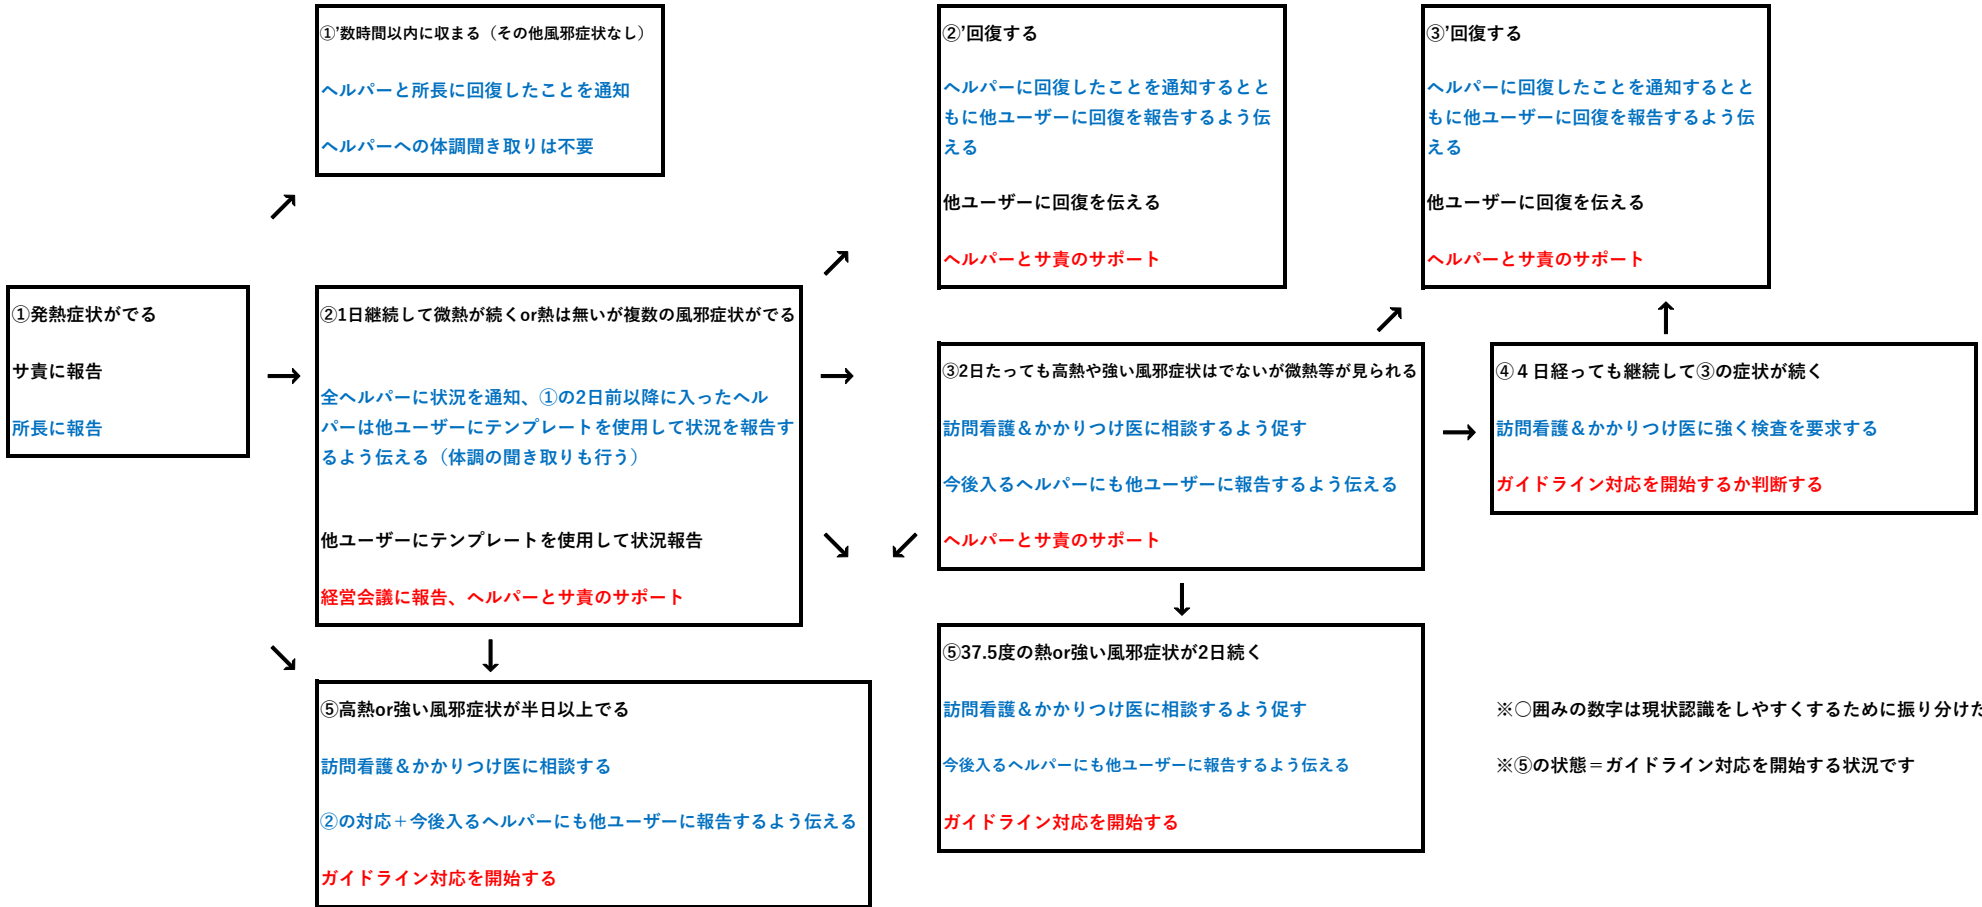 ①’数時間以内に収まる（その他風邪症状なし）
ヘルパーと所長に回復したことを通知
ヘルパーへの体調聞き取りは不要
②’回復する
ヘルパーに回復したことを通知するとと
もに他ユーザーに回復を報告するよう伝
える
他ユーザーに回復を伝える
ヘルパーとサ責のサポート
③’回復する
ヘルパーに回復したことを通知するとと
もに他ユーザーに回復を報告するよう伝
える
他ユーザーに回復を伝える
ヘルパーとサ責のサポート
①発熱症状がでる
サ責に報告
所長に報告
②1日継続して微熱が続くor熱は無いが複数の風邪症状がでる
全ヘルパーに状況を通知、①の2日前以降に入ったヘル
パーは他ユーザーにテンプレートを使用して状況を報告す
るよう伝える（体調の聞き取りも行う）
他ユーザーにテンプレートを使用して状況報告
経営会議に報告、ヘルパーとサ責のサポート
③2日たっても高熱や強い風邪症状はでないが微熱等が見られる
訪問看護＆かかりつけ医に相談するよう促す
今後入るヘルパーにも他ユーザーに報告するよう伝える
ヘルパーとサ責のサポート
④４日経っても継続して③の症状が続く
訪問看護＆かかりつけ医に強く検査を要求する
ガイドライン対応を開始するか判断する
⑤高熱or強い風邪症状が半日以上でる
訪問看護＆かかりつけ医に相談する
②の対応＋今後入るヘルパーにも他ユーザーに報告するよう伝える
ガイドライン対応を開始する
⑤37.5度の熱or強い風邪症状が2日続く
訪問看護＆かかりつけ医に相談するよう促す
今後入るヘルパーにも他ユーザーに報告するよう伝える
ガイドライン対応を開始する
※○囲みの数字は現状認識をしやすくするために振り分けた
※⑤の状態＝ガイドライン対応を開始する状況です